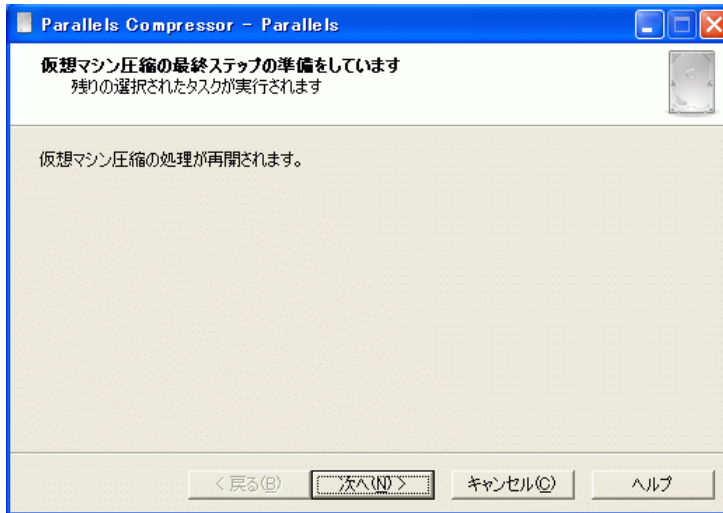 Parallels Compressor - Parallels
仮想マシン圧縮の最終ステップの準備をしています
残りの選択されたタスクが実行されます
仮想マシン圧縮の処理が再開されます。
< 戻る(B) 次へ(N) > キャンセル(C) ヘルプ